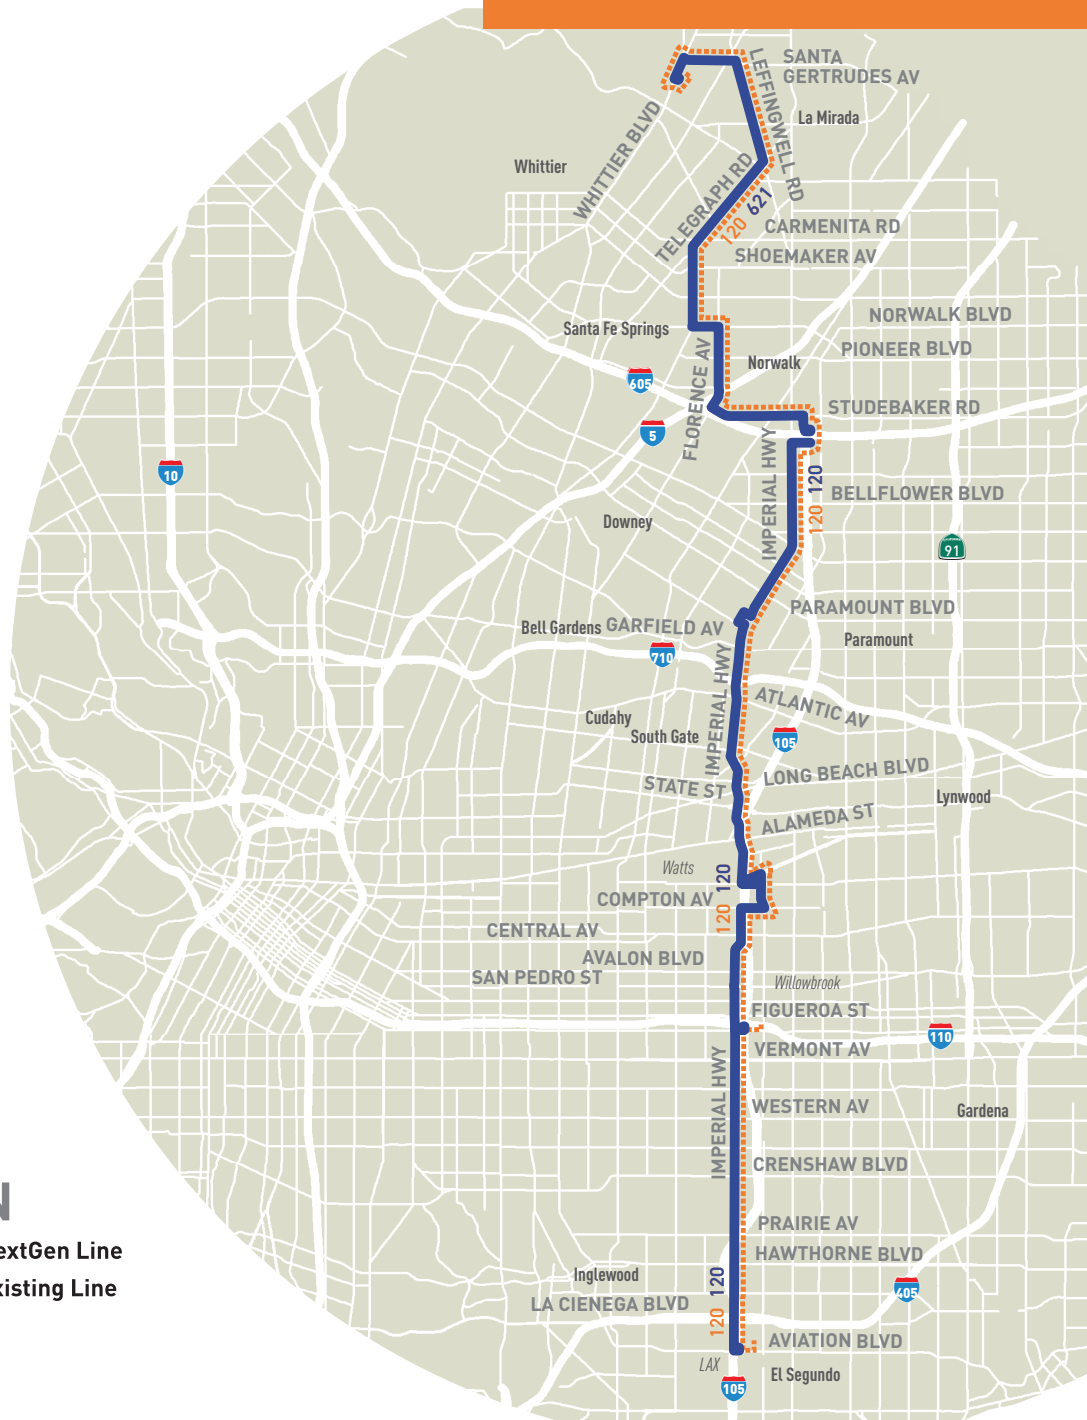 SANTA
GERTRUDES AV
LEFFINGWELL RD
La Mirada
WHITTIER BLVD
Whittier
TELEGRAPH RD
621
120
CARMENITA RD
SHOEMAKER AV
NORWALK BLVD
Santa Fe Springs
PIONEER BLVD
Norwalk
FLORENCE AV
605
STUDEBAKER RD
5
IMPERIAL HWY
10
120
BELLFLOWER BLVD
120
Downey
91
PARAMOUNT BLVD
Bell Gardens
GARFIELD AV
Paramount
710
IMPERIAL HWY
ATLANTIC AV
Cudahy
South Gate
105
LONG BEACH BLVD
STATE ST
Lynwood
ALAMEDA ST
Watts
120
COMPTON AV
120
CENTRAL AV
AVALON BLVD
SAN PEDRO ST
Willowbrook
FIGUEROA ST
110
VERMONT AV
IMPERIAL HWY
WESTERN AV
Gardena
CRENSHAW BLVD
N
PRAIRIE AV
extGen Line
HAWTHORNE BLVD
Inglewood
120
xisting Line
405
LA CIENEGA BLVD
120
AVIATION BLVD
LAX
El Segundo
105